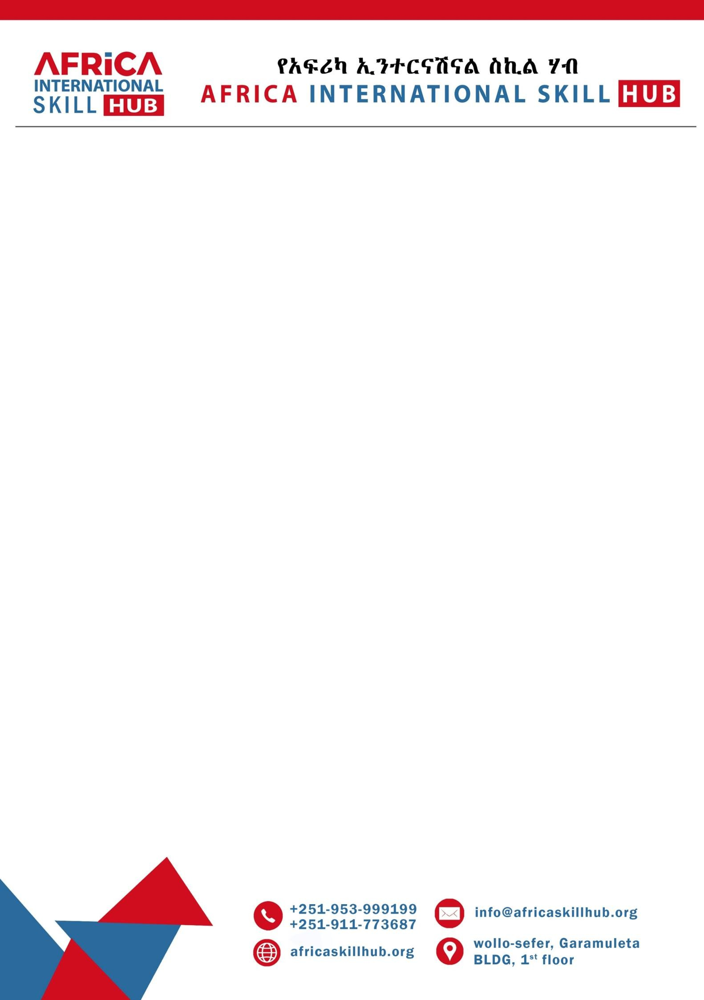 AFRiCA
INTERNATIONAL
SKILL HUB
የአፍሪካ ኢንተርናሽናል ስኪል ሃብ
AFRICA INTERNATIONAL SKILL HUB
+251-953-999199
+251-911-773687
africaskillhub.org
info@africaskillhub.org
wollo-sefer, Garamuleta
BLDG, 1st floor